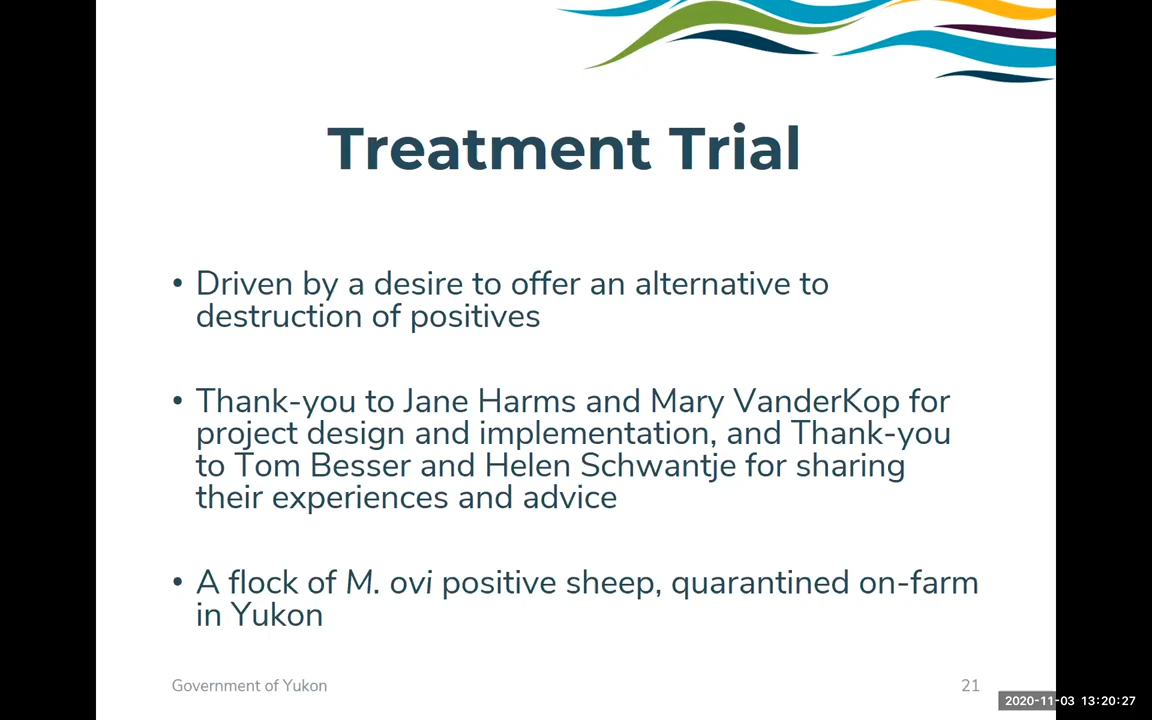 Treatment Trial
• Driven by a desire to offer an alternative to
destruction of positives
• Thank-you to Jane Harms and Mary VanderKop for
project design and implementation, and Thank-you
to Tom Besser and Helen Schwantje for sharing
their experiences and advice
• A flock of M. ovi positive sheep, quarantined on-farm
in Yukon
Government of Yukon
21
2020-11-03 13:20:27